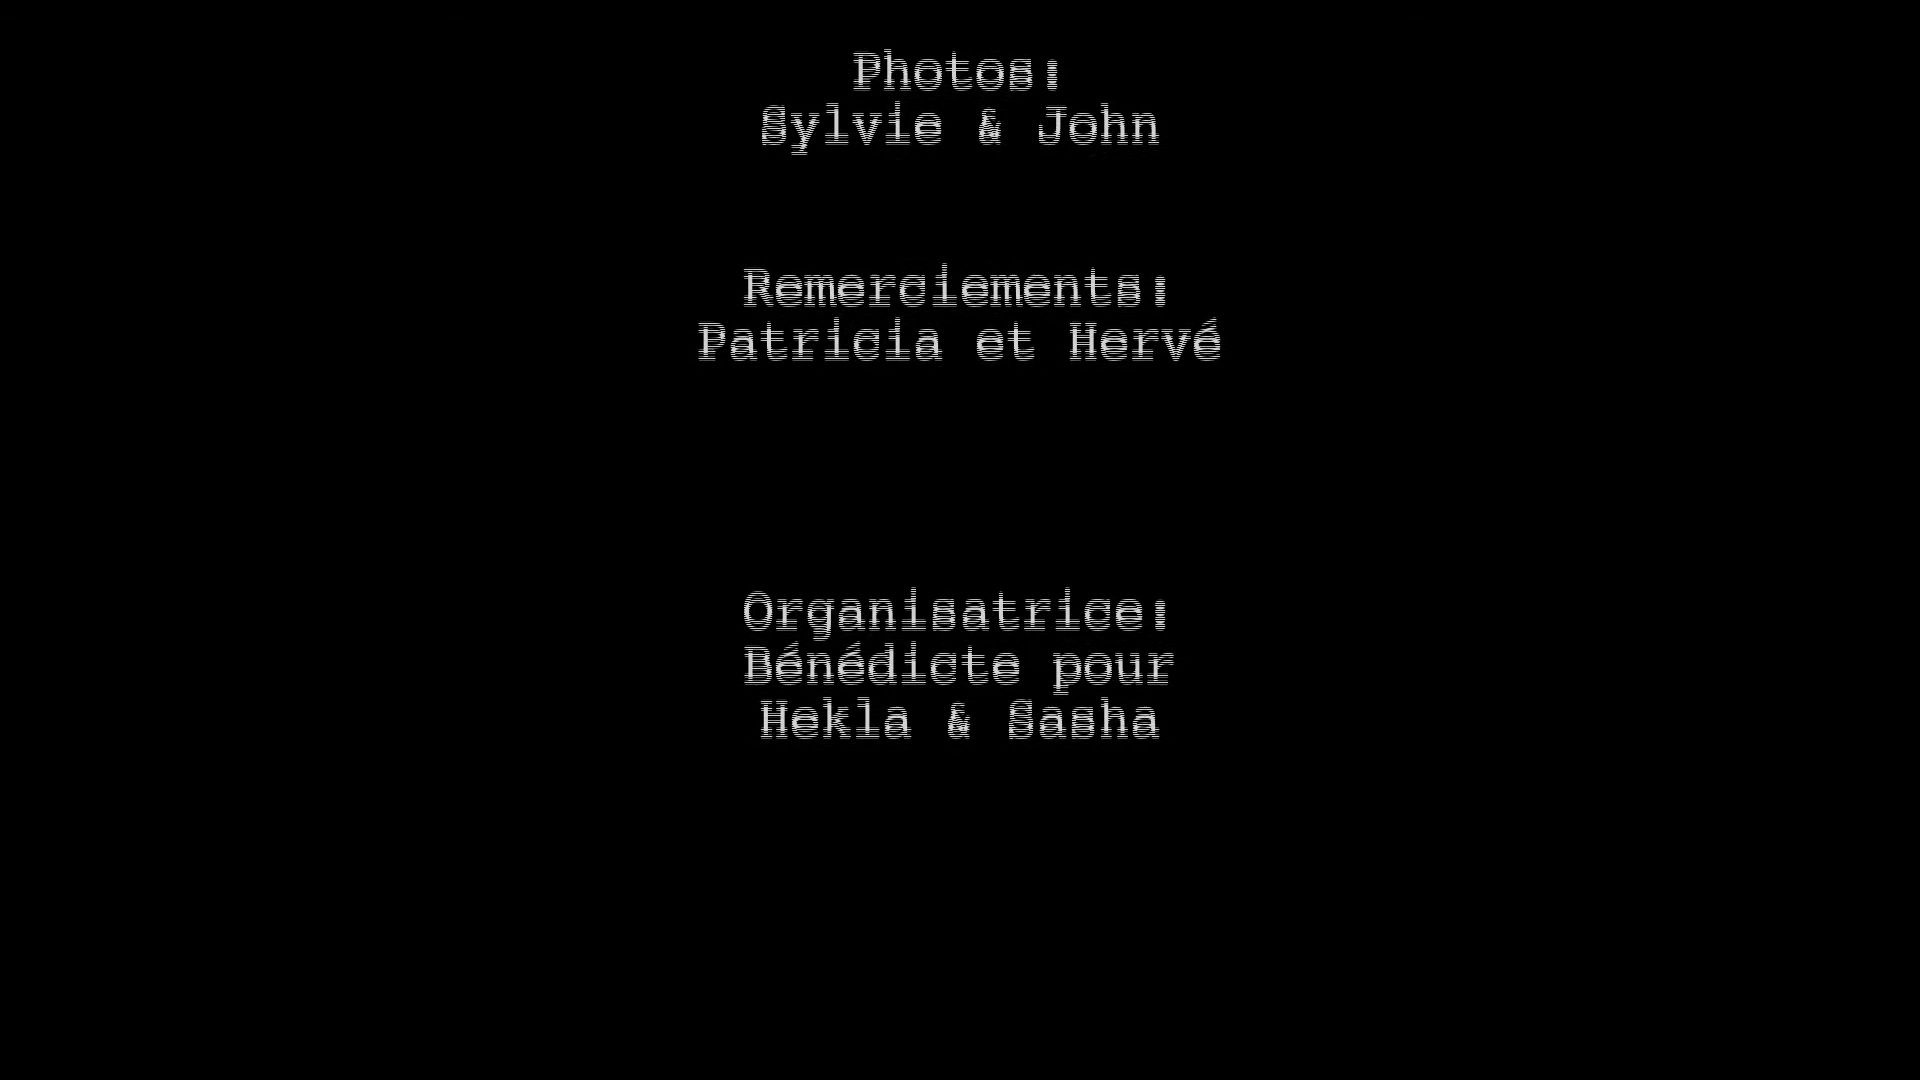 Photos:
Sylvie & John
Remerciements:
Patricia et Hervé
Organisatrice:
Bénédicte pour
Hekla & Sasha